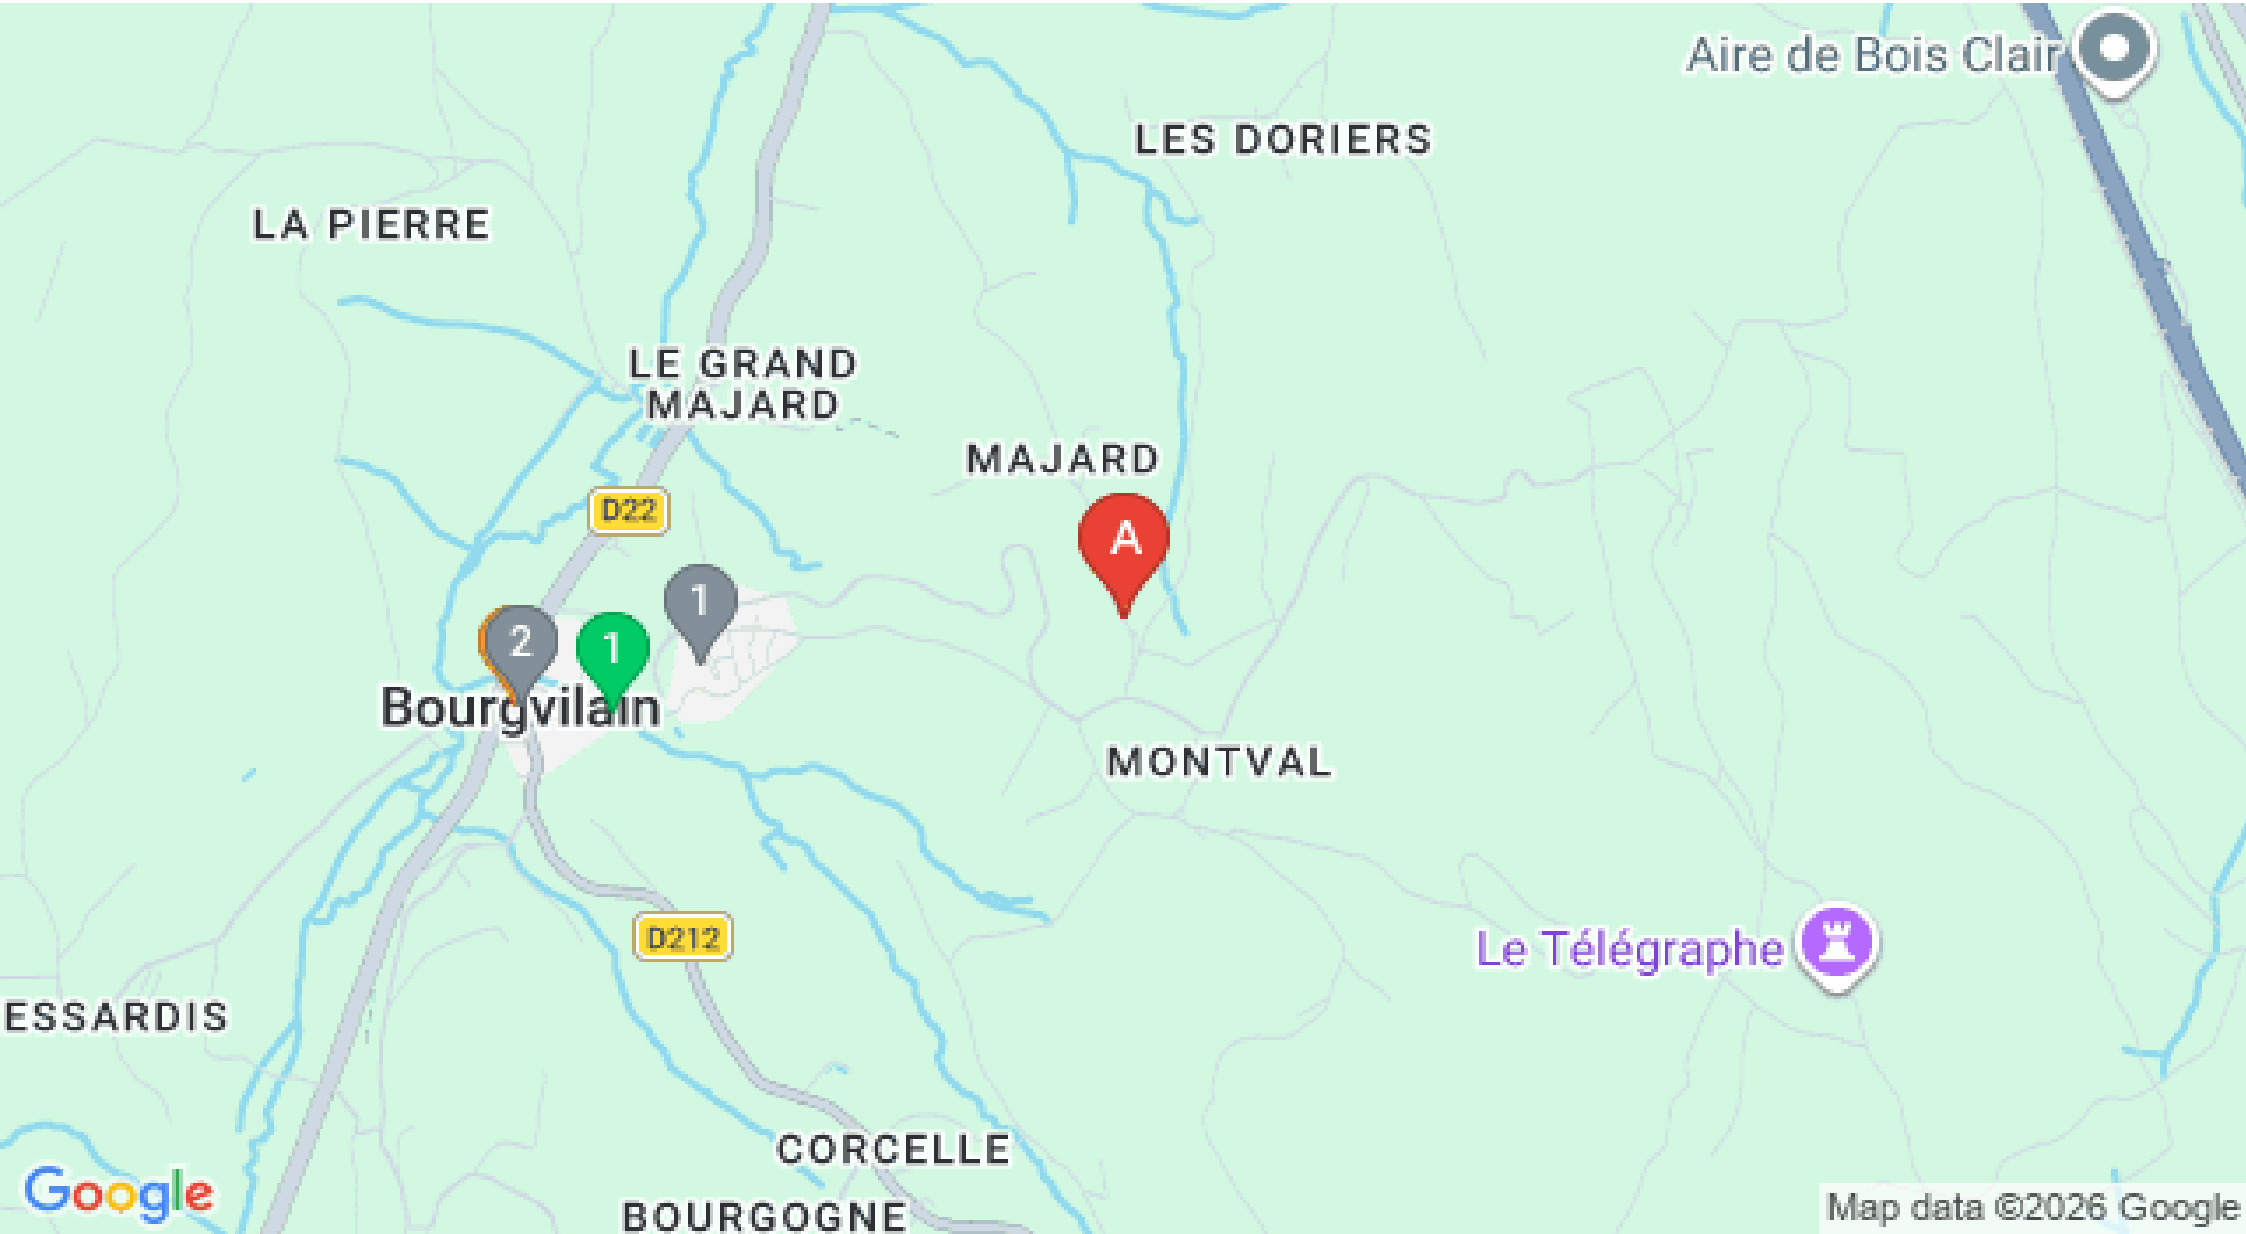 Aire de Bois Clair
LES DORIERS
LA PIERRE
LE GRAND
MAJARD
MAJARD
D22
A
1
2
1
Bourgvilain
MONTVAL
D212
Le Télégraphe
ESSARDIS
CORCELLE
Google
BOURGOGNE
Map data ©2026 Google